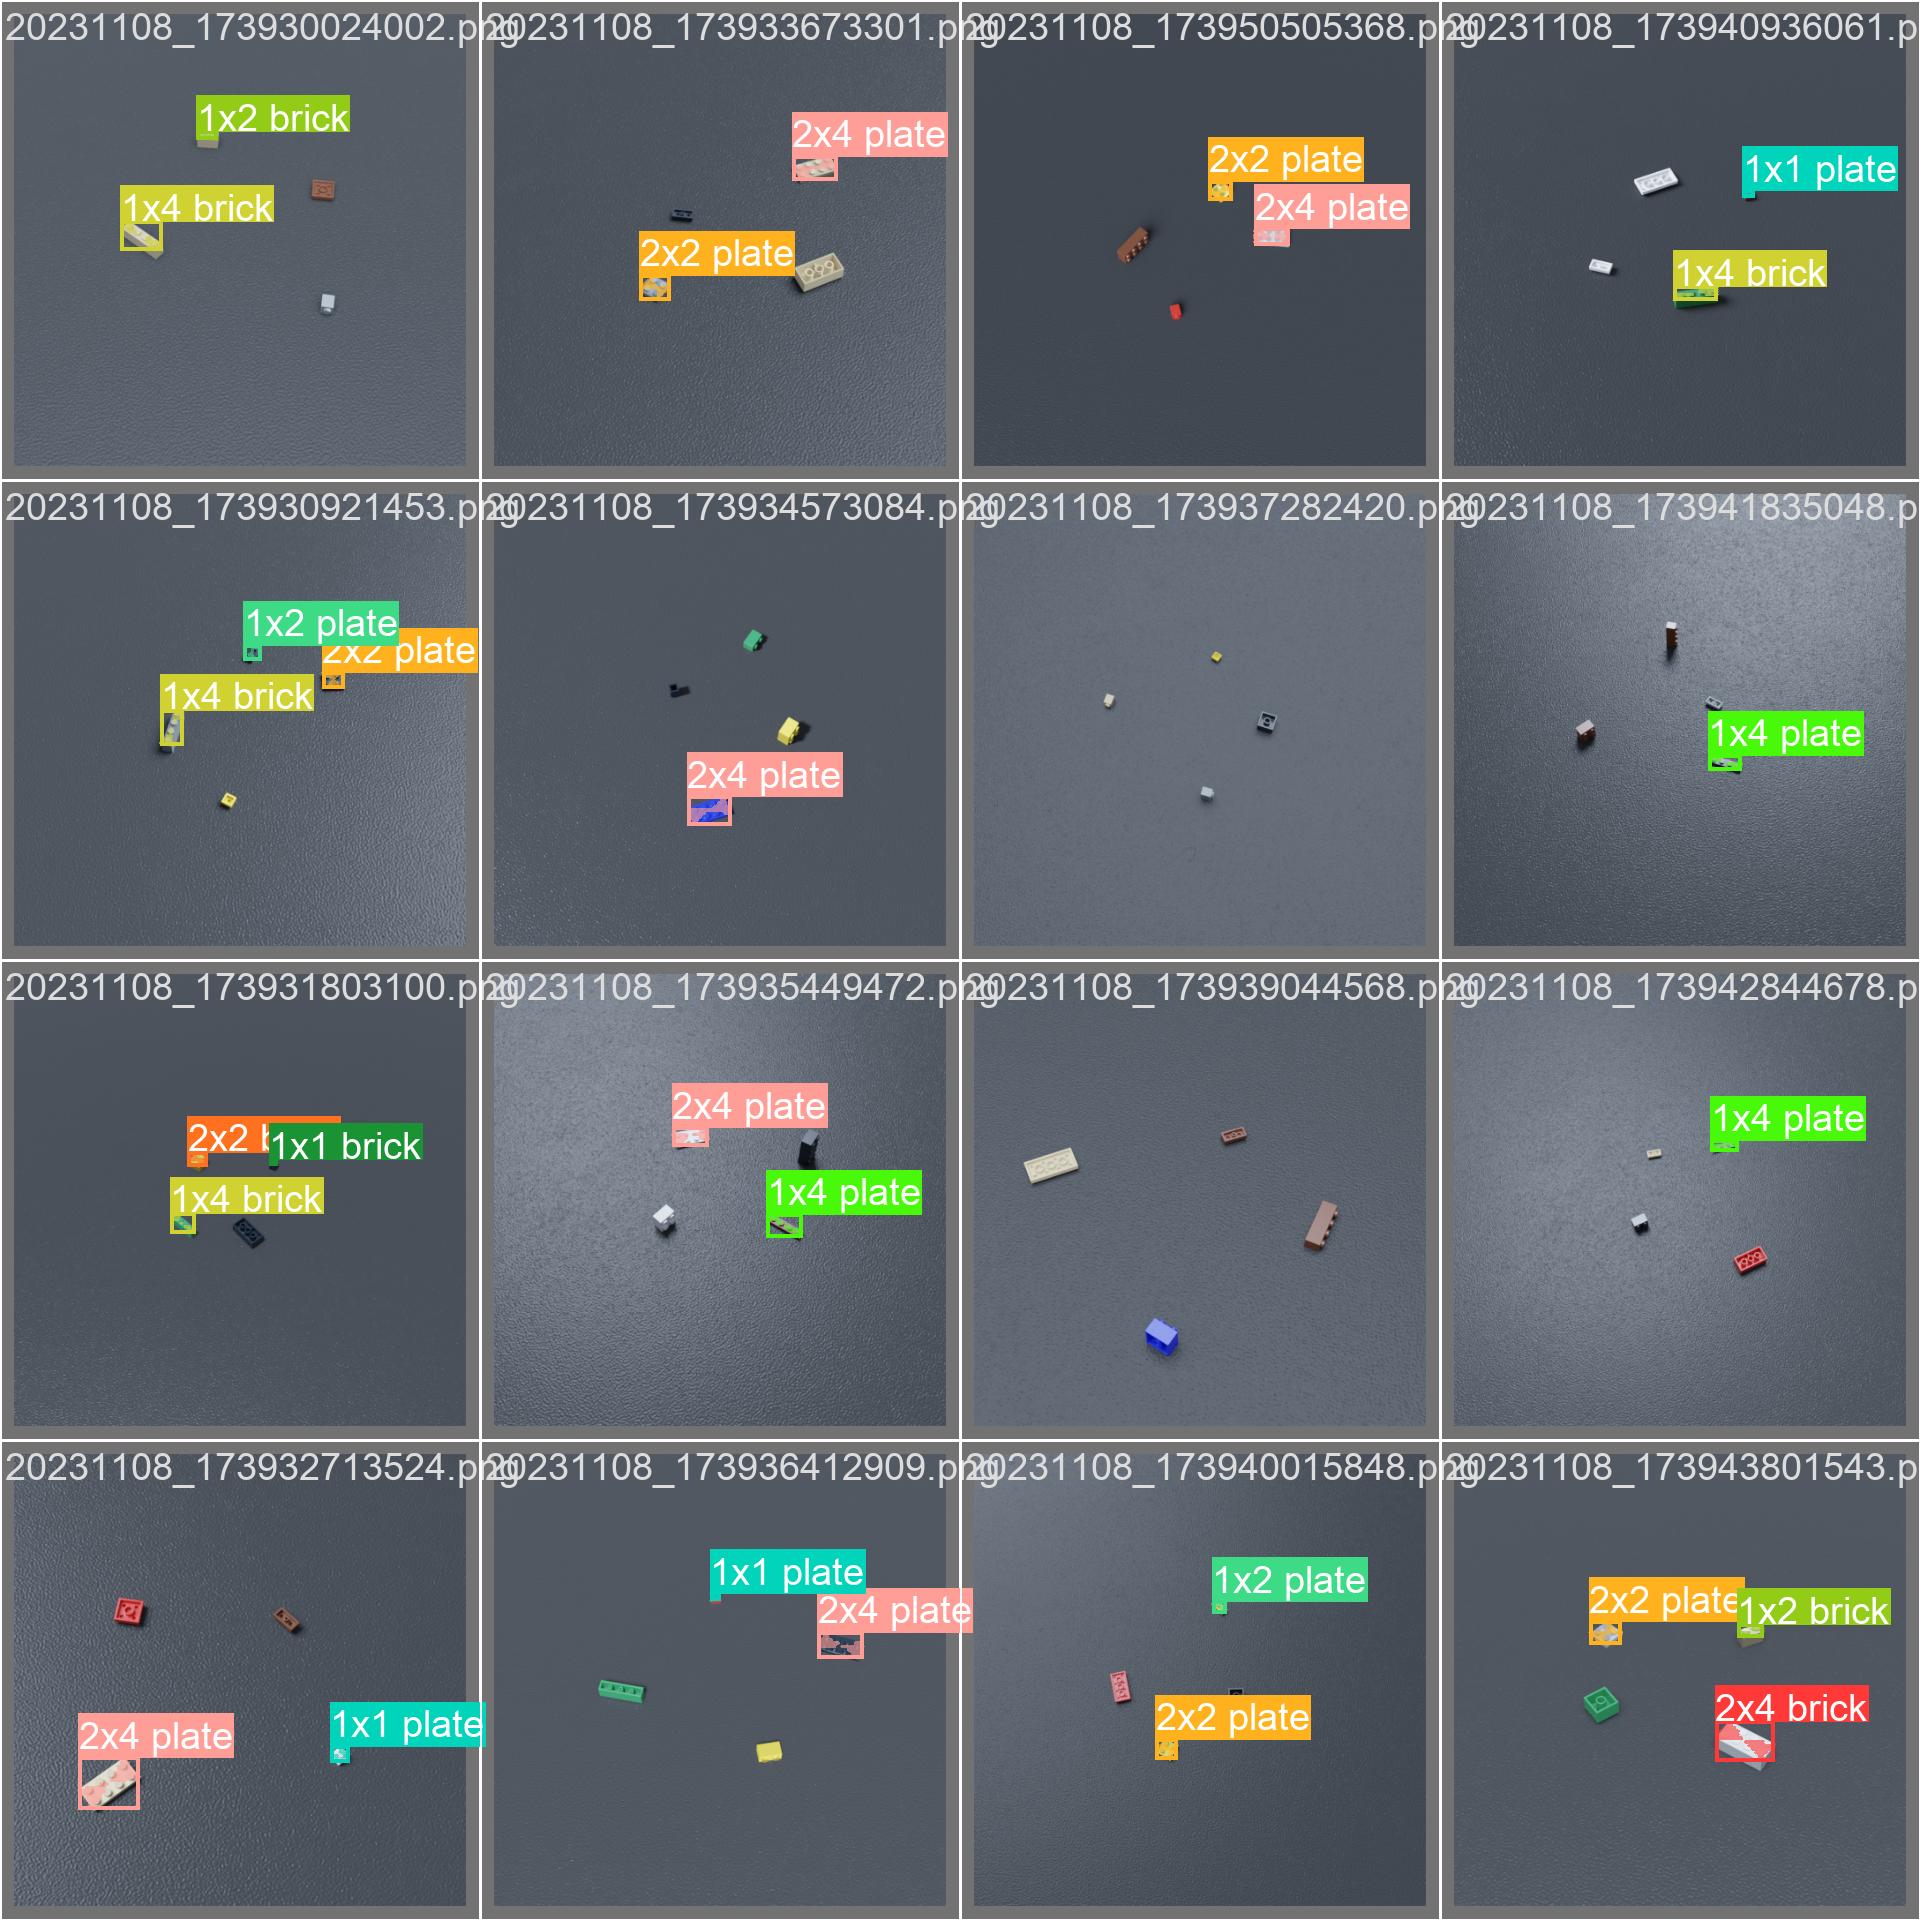 20231108_173930024002.png
20231108_173933673301.png
20231108_173950505368.png
20231108_173940936061.p
1x2 brick
1x4 brick
2x4 plate
2x2 plate
2x2 plate
2x4 plate
1x1 plate
1x4 brick
20231108_173930921453.png
20231108_173934573084.png
20231108_173937282420.png
20231108_173941835048.p
1x2 plate
2x2 plate
1x4 brick
2x4 plate
1x4 plate
20231108_173931803100.png
20231108_173935449472.png
20231108_173939044568.png
20231108_173942844678.p
2x2 b
1x1 brick
1x4 brick
2x4 plate
1x4 plate
1x4 plate
20231108_173932713524.png
20231108_173936412909.png
20231108_173940015848.png
20231108_173943801543.p
2x4 plate
1x1 plate
1x1 plate
2x4 plate
1x2 plate
2x2 plate
2x2 plate
1x2 brick
2x4 brick